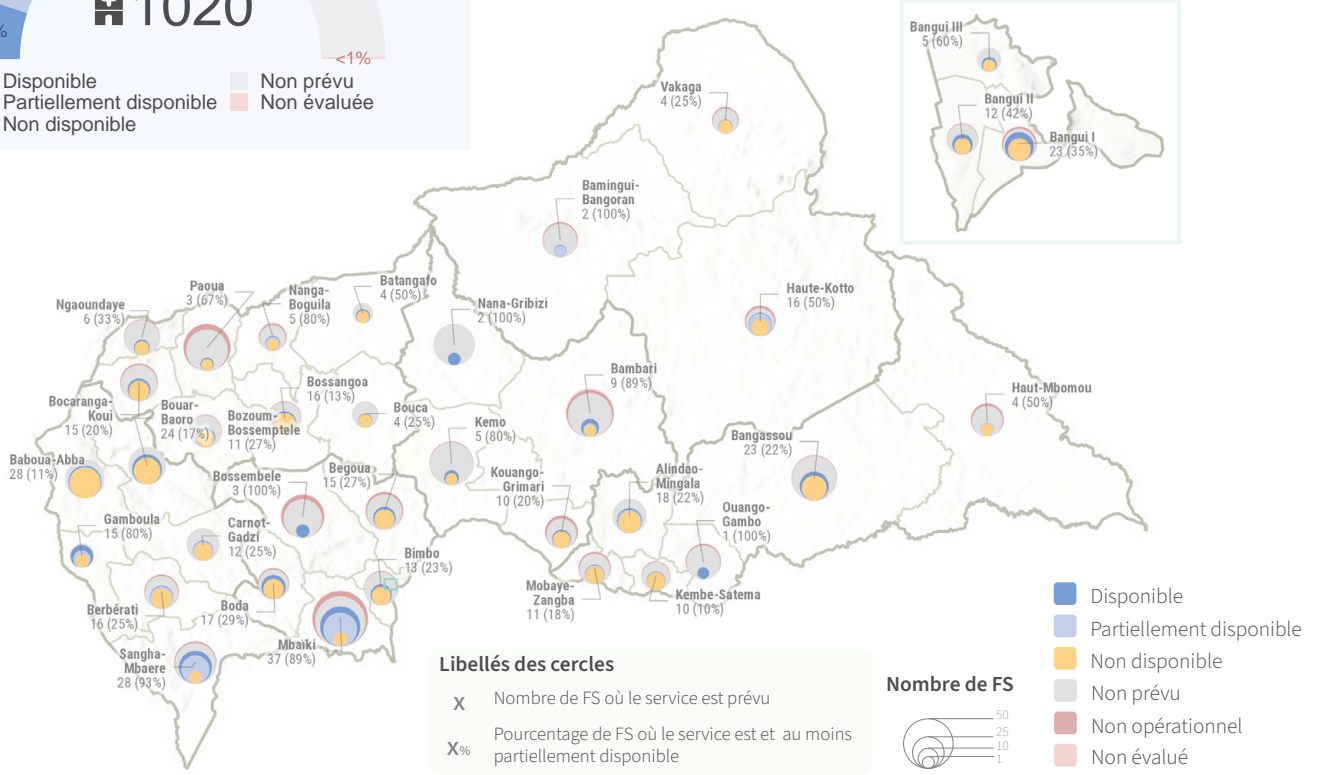 1020
%
<1%
Disponible
Non prévu
Partiellement disponible
Non évaluée
Non disponible
Bangui III
5 (60%)
Bangui II
12 (42%)
Bangui I
23 (35%)
Vakaga
4 (25%)
Bamingui-
Bangoran
2 (100%)
Haute-Kotto
16 (50%)
Haut-Mbomou
4 (50%)
Paoua
3 (67%)
Ngaoundaye
6 (33%)
Nanga-
Boguila
5 (80%)
Batangafo
4 (50%)
Nana-Gribizi
2 (100%)
Bambari
9 (89%)
Bossangoa
16 (13%)
Bouca
4 (25%)
Bocaranga-
Koui
15 (20%)
Bouar-
Baoro
24 (17%)
Bozoum-
Bossemptele
11 (27%)
Kemo
5 (80%)
Bangassou
23 (22%)
Baboua-Abba
28 (11%)
Bossembele
3 (100%)
Begoua
15 (27%)
Kouango-
Grimari
10 (20%)
Alindao-
Mingala
18 (22%)
Ouango-
Gambo
1 (100%)
Gamboula
15 (80%)
Carnot-
Gadzi
12 (25%)
Bimbo
13 (23%)
Mobaye-
Zangba
11 (18%)
Kembe-Satema
10 (10%)
Berbérati
16 (25%)
Boda
17 (29%)
Mbaïki
37 (89%)
Sangha-
Mbaere
28 (93%)
Libellés des cercles
X Nombre de FS où le service est prévu
X% Pourcentage de FS où le service est et au moins
partiellement disponible
Nombre de FS
50
25
10
1
Disponible
Partiellement disponible
Non disponible
Non prévu
Non opérationnel
Non évalué